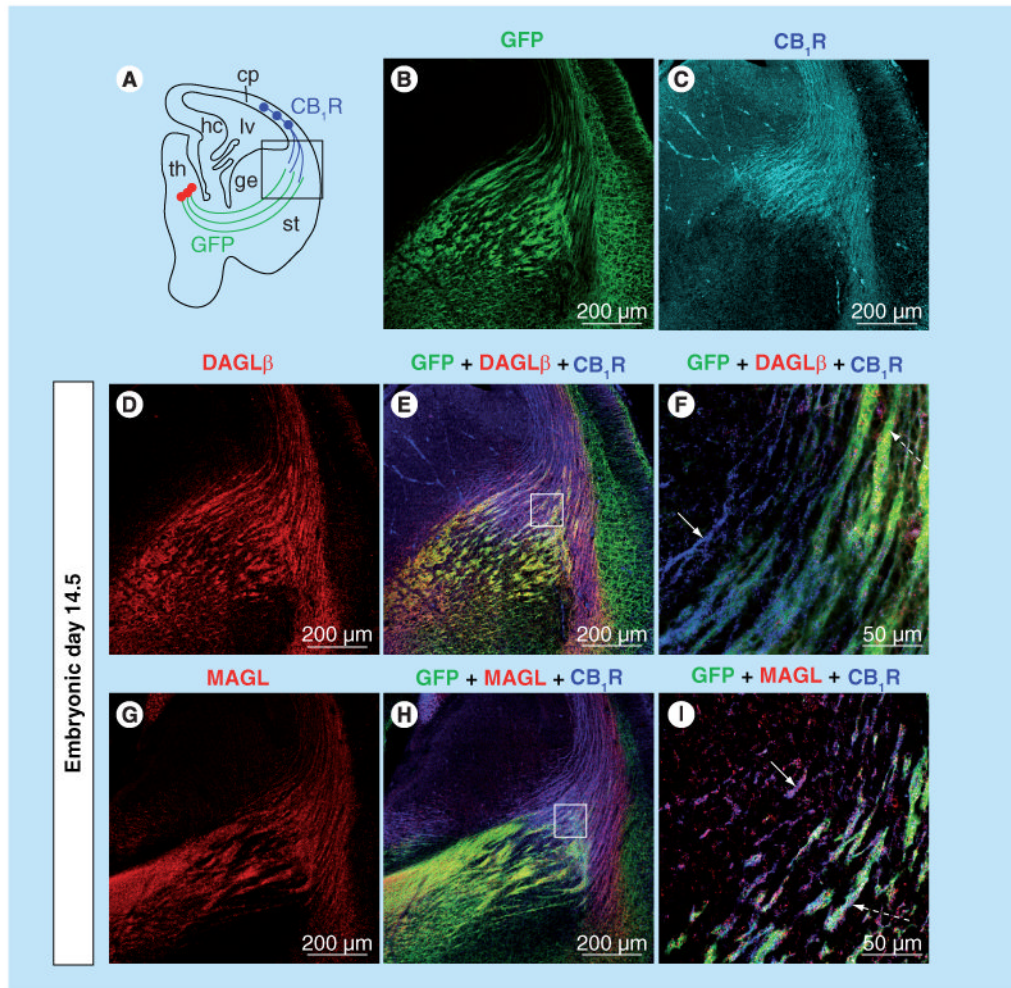 GFP
CB₁R
A
cp
CB₁R
hc
lv
th
ge
st
GFP
B
200 µm
C
200 µm
DAGLβ
GFP + DAGLβ + CB₁R
GFP + DAGLβ + CB₁R
D
200 µm
E
200 µm
F
50 µm
Embryonic day 14.5
MAGL
GFP + MAGL + CB₁R
GFP + MAGL + CB₁R
G
200 µm
H
200 µm
I
50 µm